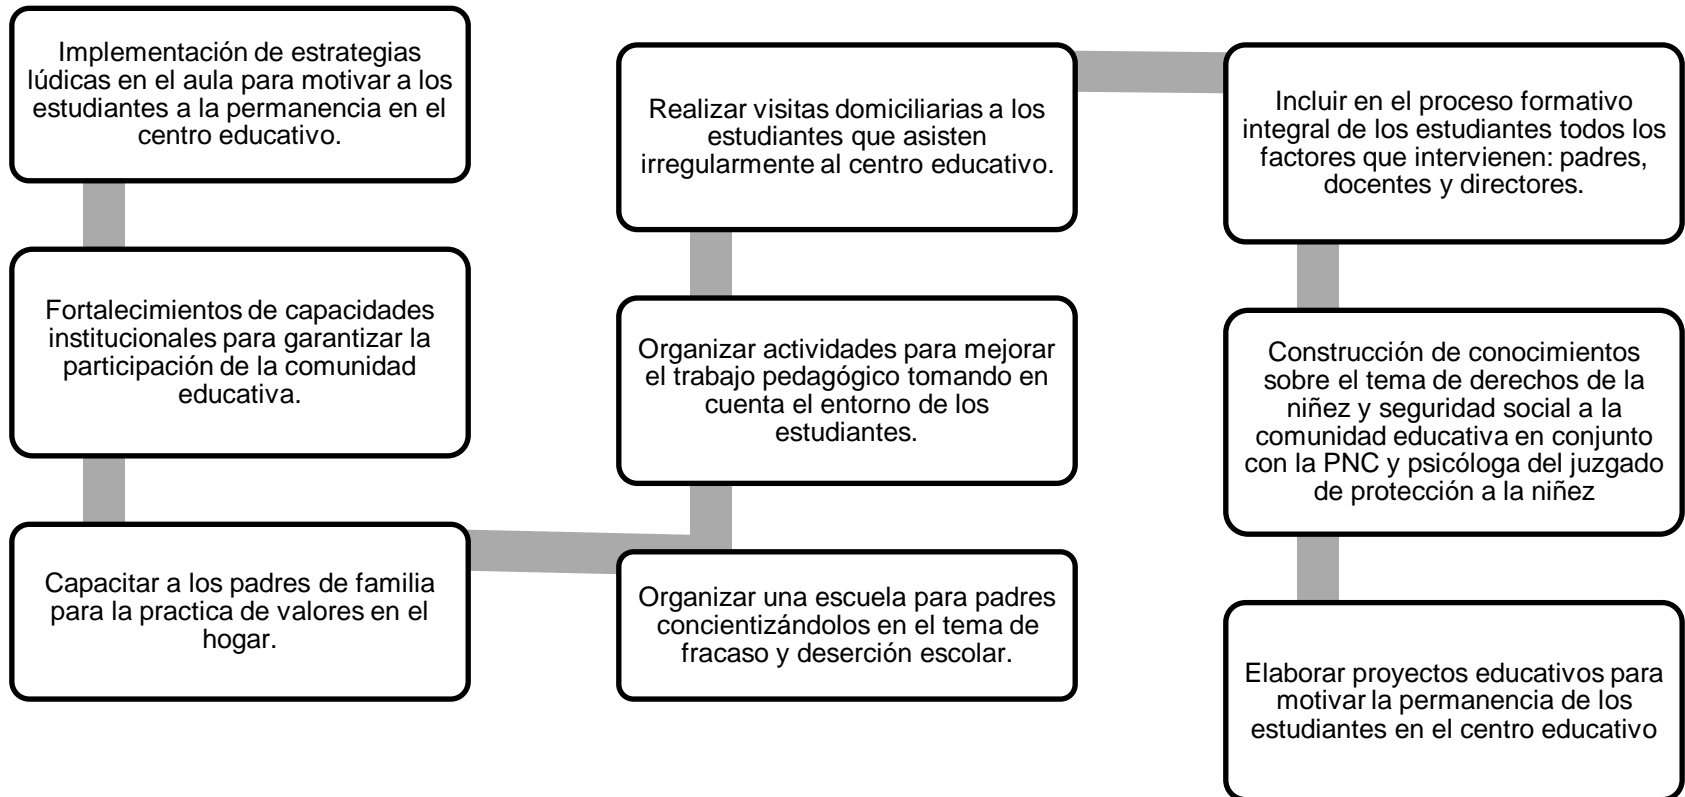 Implementación de estrategias
lúdicas en el aula para motivar a los
estudiantes a la permanencia en el
centro educativo.
Fortalecimientos de capacidades
institucionales para garantizar la
participación de la comunidad
educativa.
Capacitar a los padres de familia
para la practica de valores en el
hogar.
Organizar una escuela para padres
concientizándolos en el tema de
fracaso y deserción escolar.
Organizar actividades para mejorar
el trabajo pedagógico tomando en
cuenta el entorno de los
estudiantes.
Realizar visitas domiciliarias a los
estudiantes que asisten
irregularmente al centro educativo.
Incluir en el proceso formativo
integral de los estudiantes todos los
factores que intervienen: padres,
docentes y directores.
Construcción de conocimientos
sobre el tema de derechos de la
niñez y seguridad social a la
comunidad educativa en conjunto
con la PNC y psicóloga del juzgado
de protección a la niñez
Elaborar proyectos educativos para
motivar la permanencia de los
estudiantes en el centro educativo